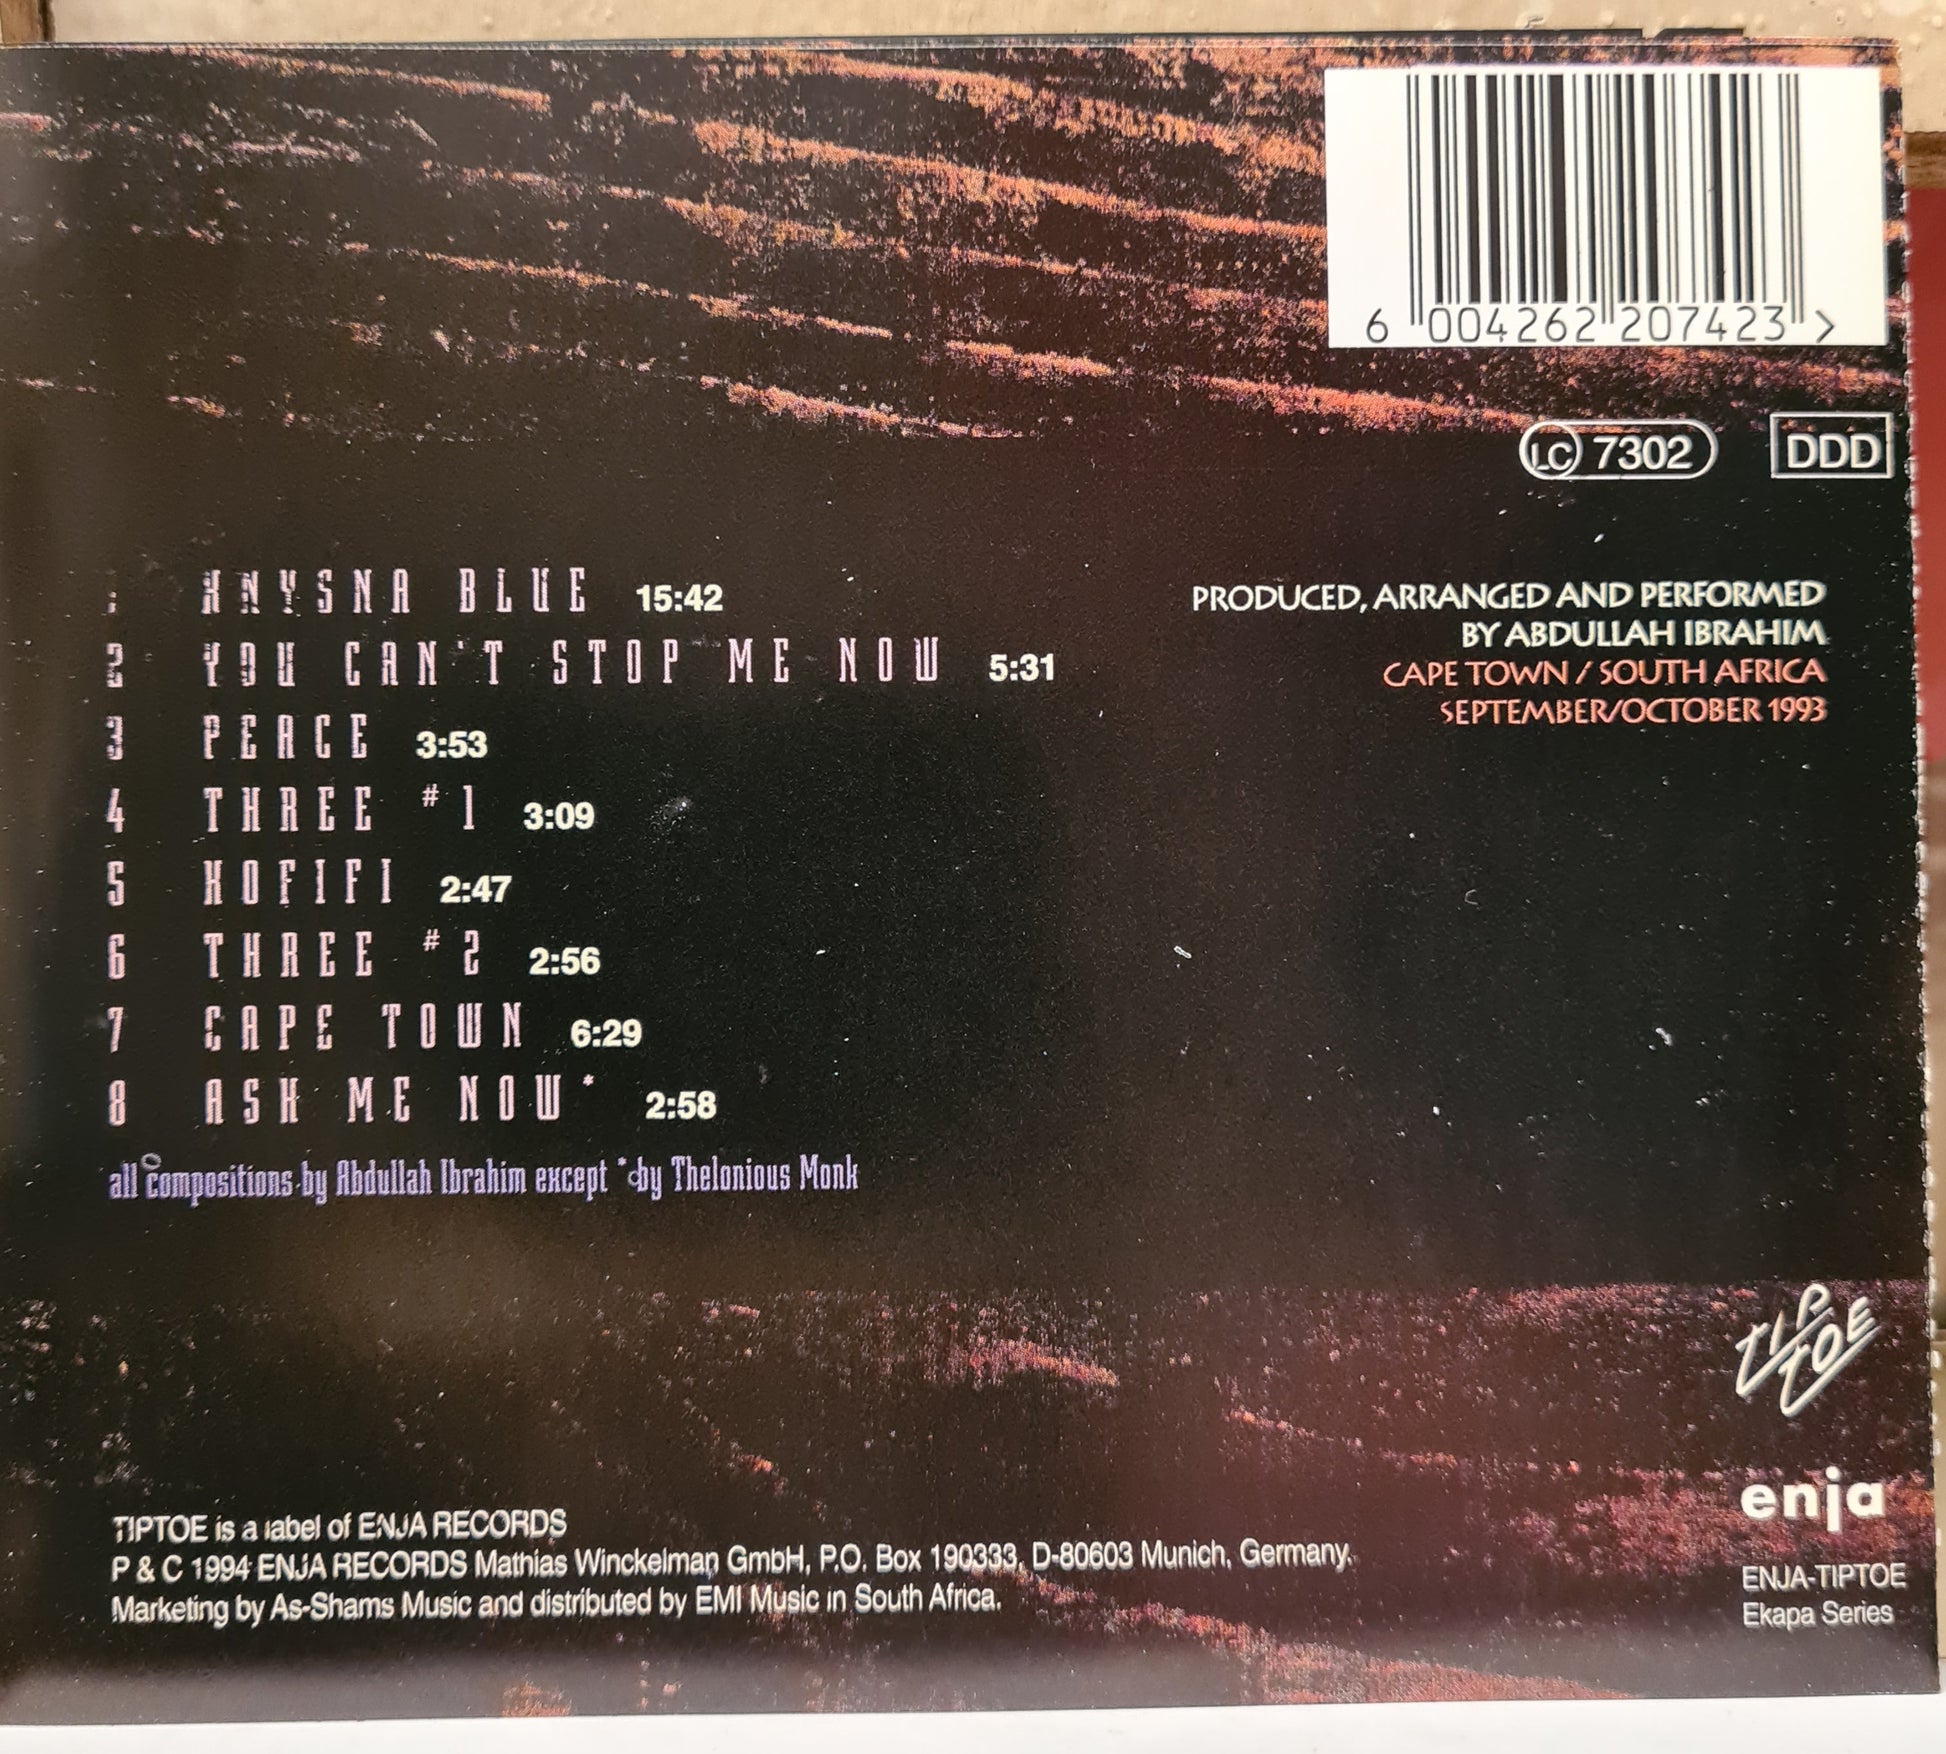 6 004262 207423 >
LC 7302 DDD
1 KNYSNA BLUE 15:42
2 YOU CAN'T STOP ME NOW 5:31
3 PEACE 3:53
4 THREE #1 3:09
5 KOFIFI 2:47
6 THREE #2 2:56
7 CAPE TOWN 6:29
8 ASK ME NOW* 2:58
all compositions by Abdullah Ibrahim except * by Thelonious Monk
PRODUCED, ARRANGED AND PERFORMED
BY ABDULLAH IBRAHIM
CAPE TOWN / SOUTH AFRICA
SEPTEMBER/OCTOBER 1993
TIP TOE
enja
ENJA-TIPTOE
Ekapa Series
TIPTOE is a label of ENJA RECORDS
P & C 1994 ENJA RECORDS Mathias Winckelman GmbH, P.O. Box 190333, D-80603 Munich, Germany.
Marketing by As-Shams Music and distributed by EMI Music in South Africa.